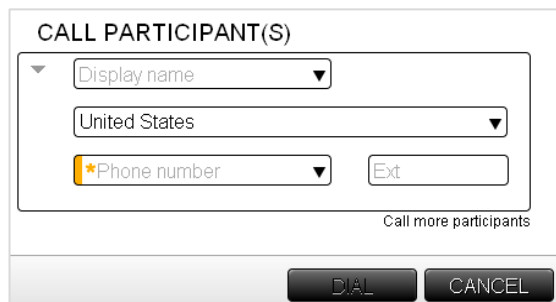 CALL PARTICIPANT(S)
Display name
United States
*Phone number Ext
Call more participants
DIAL CANCEL